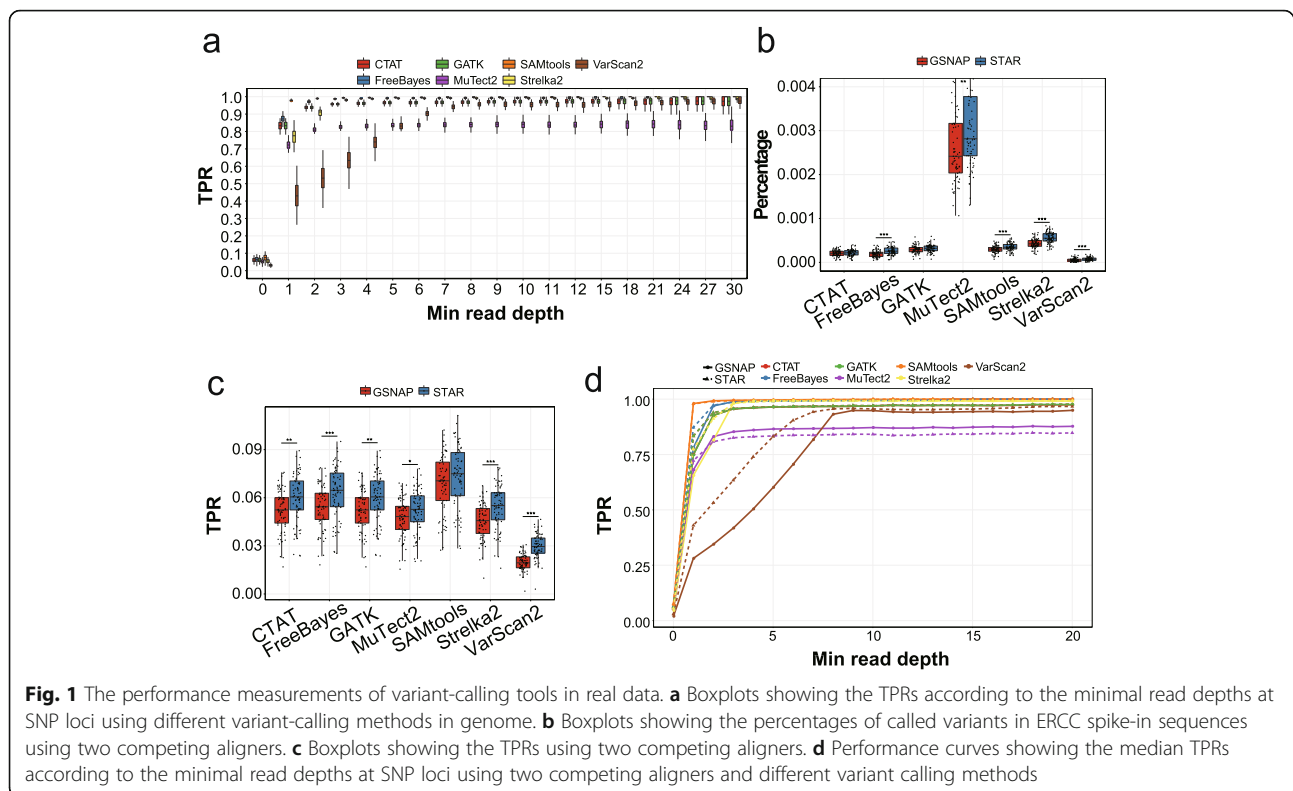 a
CTAT GATK SAMtools VarScan2
FreeBayes MuTect2 Strelka2
TPR
1.0
0.9
0.8
0.7
0.6
0.5
0.4
0.3
0.2
0.1
0.0
0 1 2 3 4 5 6 7 8 9 10 11 12 15 18 21 24 27 30
Min read depth
b
GSNAP STAR
Percentage
0.004
0.003
0.002
0.001
0.000
** 
*** *** *** ***
CTAT FreeBayes GATK MuTect2 SAMtools Strelka2 VarScan2
c
GSNAP STAR
TPR
0.09
0.06
0.03
0.00
** *** ** * *** ***
CTAT FreeBayes GATK MuTect2 SAMtools Strelka2 VarScan2
d
GSNAP CTAT GATK SAMtools VarScan2
STAR FreeBayes MuTect2 Strelka2
TPR
1.00
0.75
0.50
0.25
0.00
0 5 10 15 20
Min read depth
Fig. 1 The performance measurements of variant-calling tools in real data. a Boxplots showing the TPRs according to the minimal read depths at
SNP loci using different variant-calling methods in genome. b Boxplots showing the percentages of called variants in ERCC spike-in sequences
using two competing aligners. c Boxplots showing the TPRs using two competing aligners. d Performance curves showing the median TPRs
according to the minimal read depths at SNP loci using two competing aligners and different variant calling methods